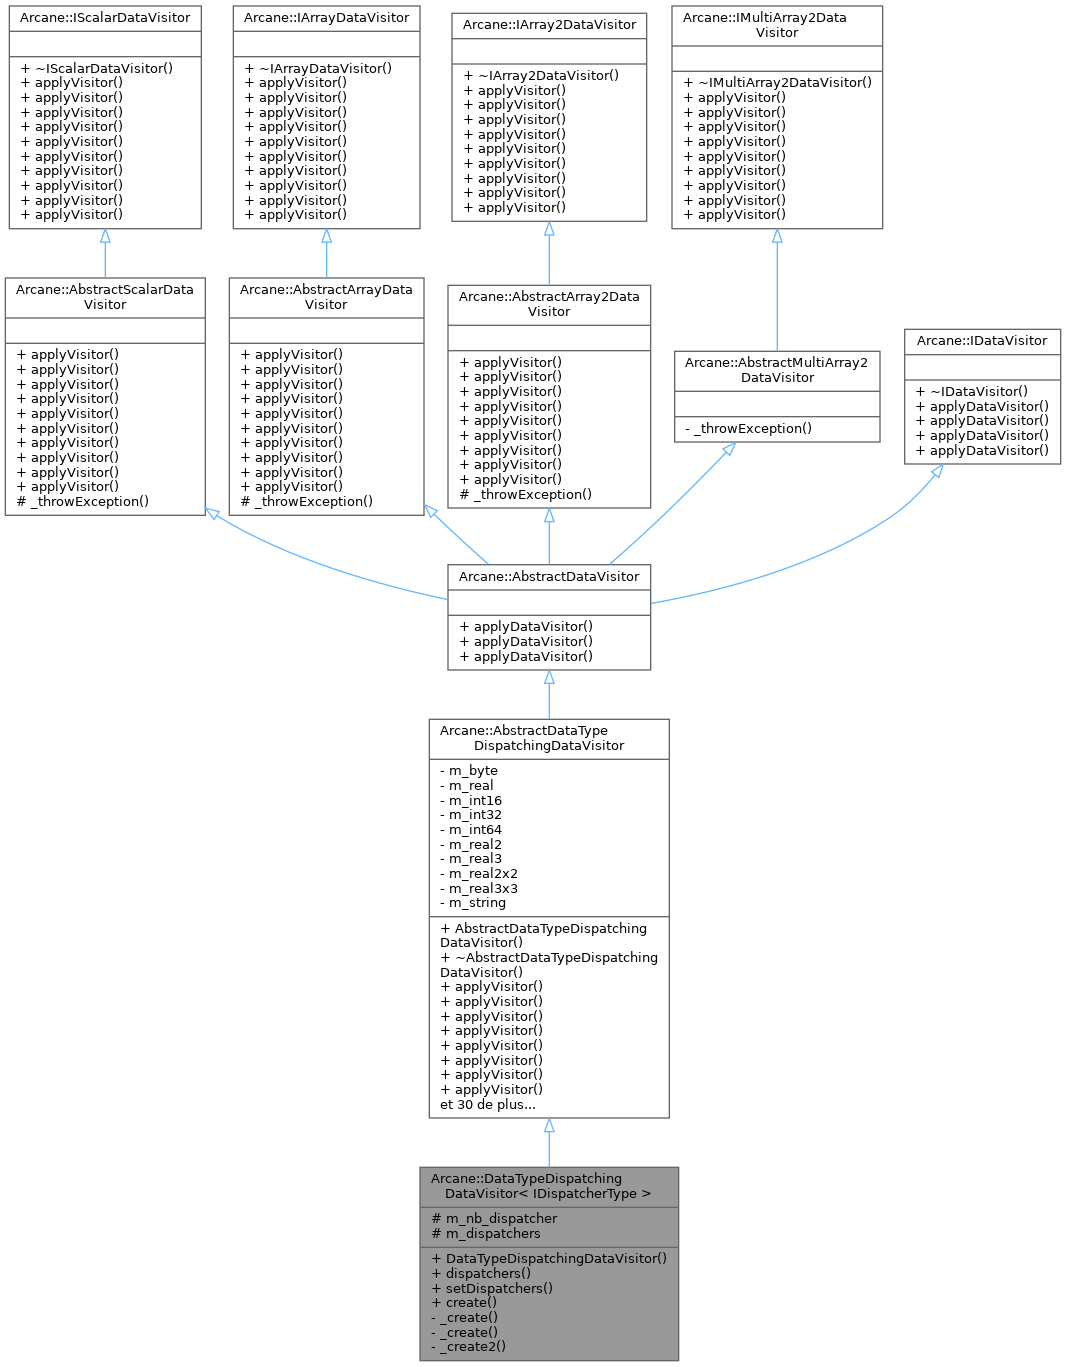 Arcane::IScalarDataVisitor
+ ~IScalarDataVisitor()
+ applyVisitor()
+ applyVisitor()
+ applyVisitor()
+ applyVisitor()
+ applyVisitor()
+ applyVisitor()
+ applyVisitor()
+ applyVisitor()
+ applyVisitor()
+ applyVisitor()
Arcane::IArrayDataVisitor
+ ~IArrayDataVisitor()
+ applyVisitor()
+ applyVisitor()
+ applyVisitor()
+ applyVisitor()
+ applyVisitor()
+ applyVisitor()
+ applyVisitor()
+ applyVisitor()
+ applyVisitor()
+ applyVisitor()
Arcane::IArray2DataVisitor
+ ~IArray2DataVisitor()
+ applyVisitor()
+ applyVisitor()
+ applyVisitor()
+ applyVisitor()
+ applyVisitor()
+ applyVisitor()
+ applyVisitor()
+ applyVisitor()
+ applyVisitor()
Arcane::IMultiArray2Data
Visitor
+ ~IMultiArray2DataVisitor()
+ applyVisitor()
+ applyVisitor()
+ applyVisitor()
+ applyVisitor()
+ applyVisitor()
+ applyVisitor()
+ applyVisitor()
+ applyVisitor()
+ applyVisitor()
Arcane::AbstractScalarData
Visitor
+ applyVisitor()
+ applyVisitor()
+ applyVisitor()
+ applyVisitor()
+ applyVisitor()
+ applyVisitor()
+ applyVisitor()
+ applyVisitor()
+ applyVisitor()
+ applyVisitor()
# _throwException()
Arcane::AbstractArrayData
Visitor
+ applyVisitor()
+ applyVisitor()
+ applyVisitor()
+ applyVisitor()
+ applyVisitor()
+ applyVisitor()
+ applyVisitor()
+ applyVisitor()
+ applyVisitor()
+ applyVisitor()
# _throwException()
Arcane::AbstractArray2Data
Visitor
+ applyVisitor()
+ applyVisitor()
+ applyVisitor()
+ applyVisitor()
+ applyVisitor()
+ applyVisitor()
+ applyVisitor()
+ applyVisitor()
+ applyVisitor()
# _throwException()
Arcane::AbstractMultiArray2
DataVisitor
- _throwException()
Arcane::IDataVisitor
+ ~IDataVisitor()
+ applyDataVisitor()
+ applyDataVisitor()
+ applyDataVisitor()
+ applyDataVisitor()
Arcane::AbstractDataVisitor
+ applyDataVisitor()
+ applyDataVisitor()
+ applyDataVisitor()
Arcane::AbstractDataType
DispatchingDataVisitor
- m_byte
- m_real
- m_int16
- m_int32
- m_int64
- m_real2
- m_real3
- m_real2x2
- m_real3x3
- m_string
+ AbstractDataTypeDispatching
DataVisitor()
+ ~AbstractDataTypeDispatching
DataVisitor()
+ applyVisitor()
+ applyVisitor()
+ applyVisitor()
+ applyVisitor()
+ applyVisitor()
+ applyVisitor()
+ applyVisitor()
+ applyVisitor()
et 30 de plus...
Arcane::DataTypeDispatching
DataVisitor< IDispatcherType >
# m_nb_dispatcher
# m_dispatchers
+ DataTypeDispatchingDataVisitor()
+ dispatchers()
+ setDispatchers()
+ create()
- _create()
- _create()
- _create2()